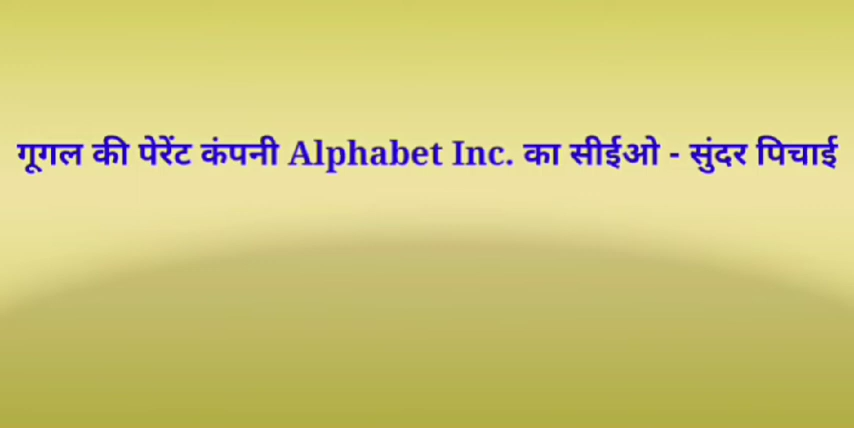 गूगल की पेरेंट कंपनी Alphabet Inc. का सीईओ - सुंदर पिचाई